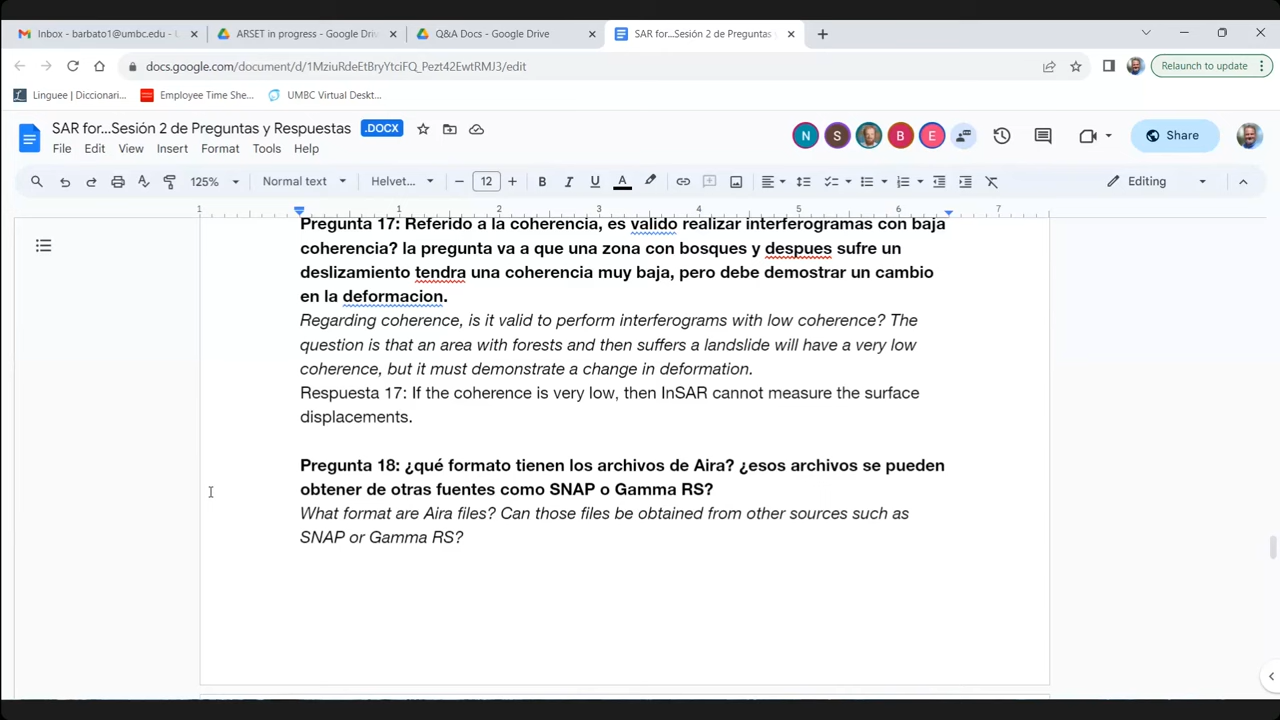 Inbox - barbato1@umbc.edu - U
ARSET in progress - Google Driv
Q&A Docs - Google Drive
SAR for...Sesión 2 de Preguntas y
docs.google.com/document/d/1MziuRdeEtBryYtciFQ_Pezt42EwtRMJ3/edit
Relaunch to update
Linguee | Diccionari...
Employee Time She...
UMBC Virtual Deskt...
SAR for...Sesión 2 de Preguntas y Respuestas
.DOCX
N S B E
Share
File Edit View Insert Format Tools Help
125% Normal text Helvet... 12 B I U A Editing
1 1 2 3 4 5 6 7
Pregunta 17: Referido a la coherencia, es valido realizar interferogramas con baja
coherencia? la pregunta va a que una zona con bosques y despues sufre un
deslizamiento tendra una coherencia muy baja, pero debe demostrar un cambio
en la deformacion.
Regarding coherence, is it valid to perform interferograms with low coherence? The
question is that an area with forests and then suffers a landslide will have a very low
coherence, but it must demonstrate a change in deformation.
Respuesta 17: If the coherence is very low, then InSAR cannot measure the surface
displacements.
Pregunta 18: ¿qué formato tienen los archivos de Aira? ¿esos archivos se pueden
obtener de otras fuentes como SNAP o Gamma RS?
What format are Aira files? Can those files be obtained from other sources such as
SNAP or Gamma RS?